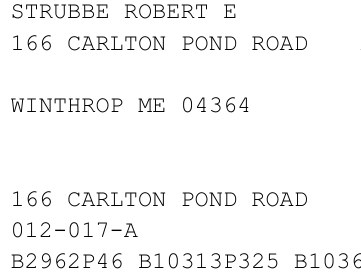 STRUBBE ROBERT E
166 CARLTON POND ROAD
WINTHROP ME 04364
166 CARLTON POND ROAD
012-017-A
B2962P46 B10313P325 B1036